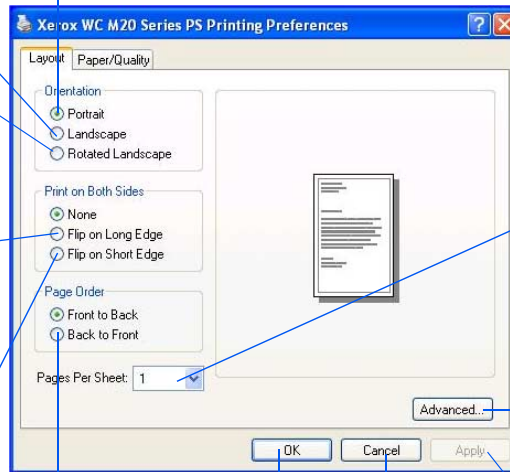 Xerox WC M20 Series PS Printing Preferences
Layout Paper/Quality
Orientation
Portrait
Landscape
Rotated Landscape
Print on Both Sides
None
Flip on Long Edge
Flip on Short Edge
Page Order
Front to Back
Back to Front
Pages Per Sheet: 1
Advanced...
OK Cancel Apply